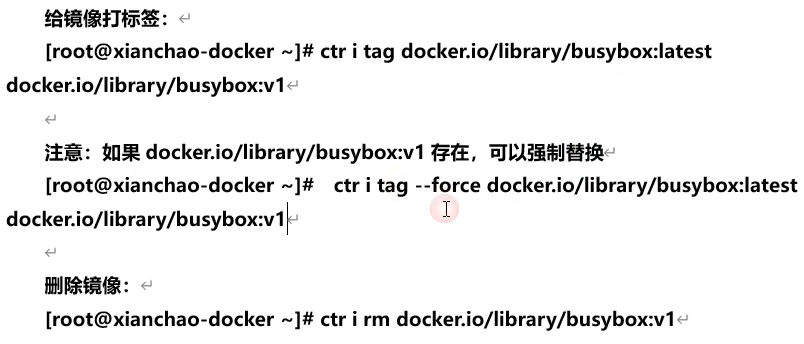 给镜像打标签：
[root@xianchao-docker ~]# ctr i tag docker.io/library/busybox:latest
docker.io/library/busybox:v1
注意：如果 docker.io/library/busybox:v1 存在，可以强制替换
[root@xianchao-docker ~]#   ctr i tag --force docker.io/library/busybox:latest
docker.io/library/busybox:v1
删除镜像：
[root@xianchao-docker ~]# ctr i rm docker.io/library/busybox:v1